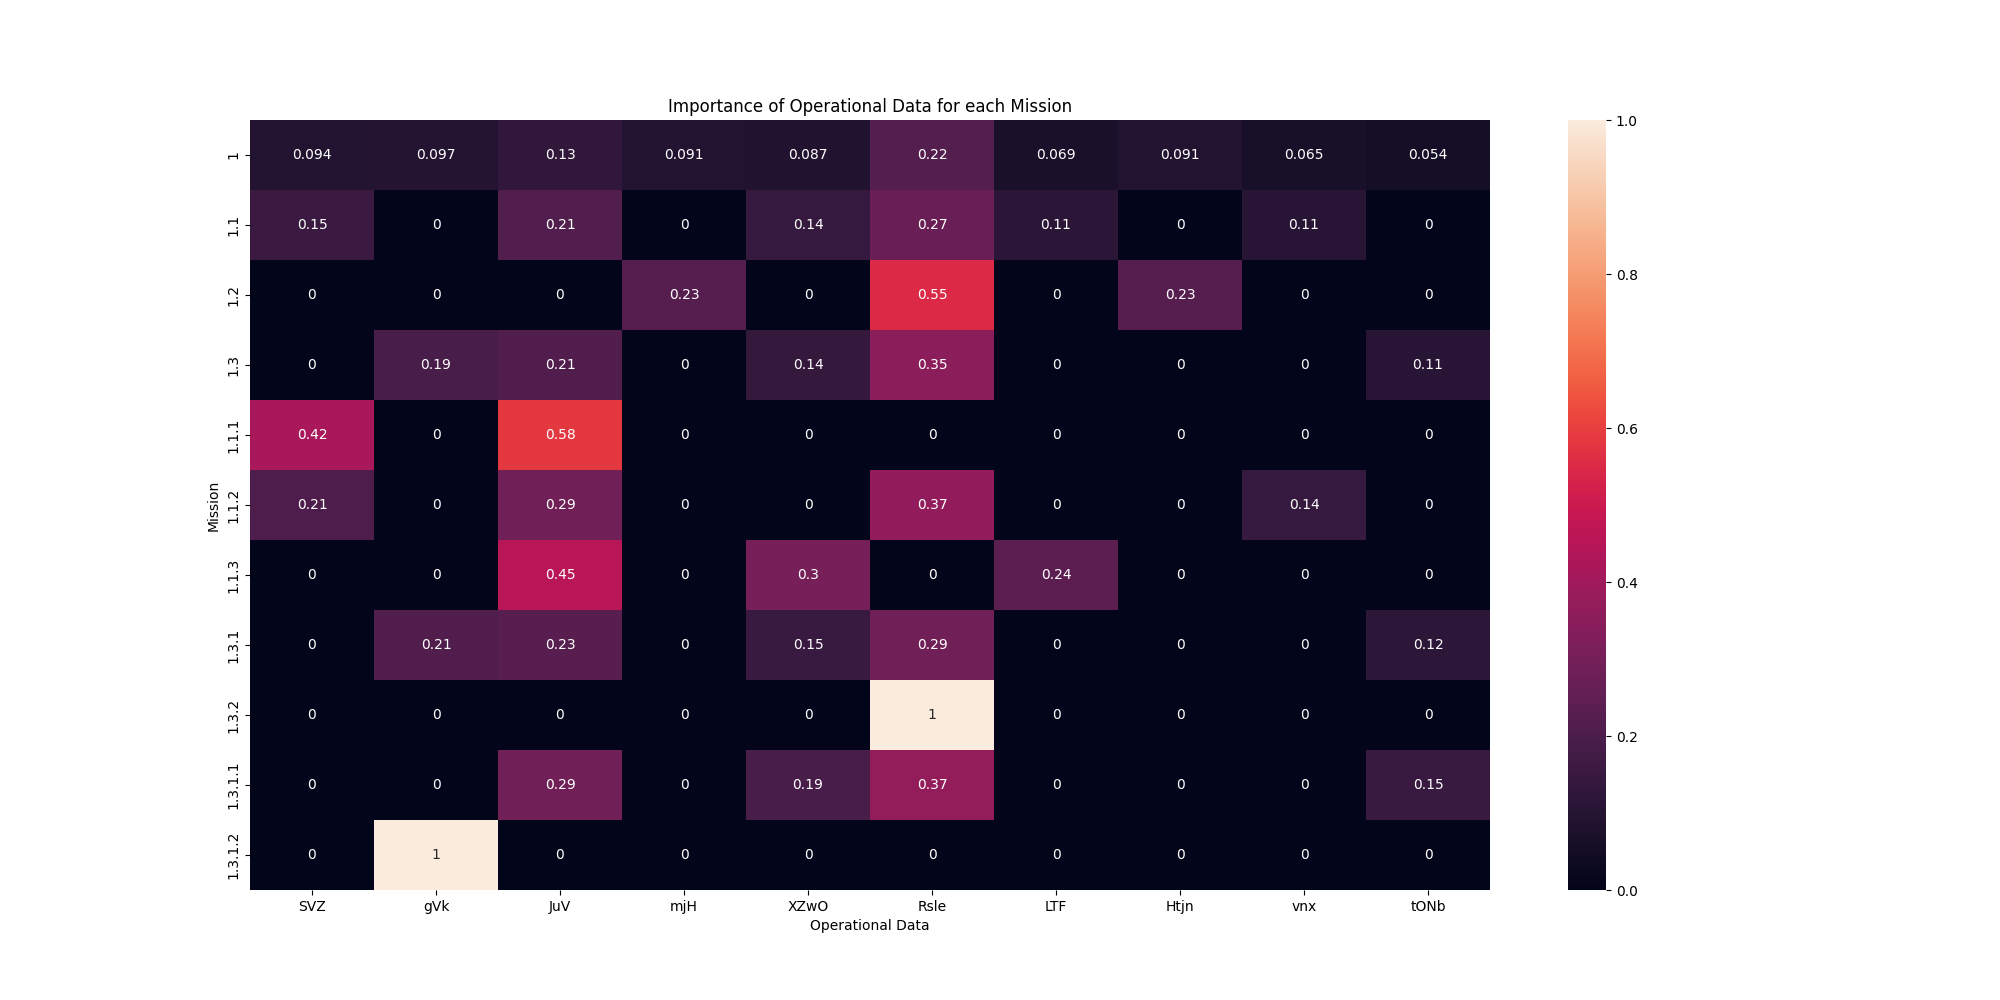 Importance of Operational Data for each Mission
1 0.094 0.097 0.13 0.091 0.087 0.22 0.069 0.091 0.065 0.054
1.1 0.15 0 0.21 0 0.14 0.27 0.11 0 0.11 0
1.2 0 0 0 0.23 0 0.55 0 0.23 0 0
1.3 0 0.19 0.21 0 0.14 0.35 0 0 0 0.11
1.1.1 0.42 0 0.58 0 0 0 0 0 0 0
1.1.2 0.21 0 0.29 0 0 0.37 0 0 0.14 0
1.1.3 0 0 0.45 0 0.3 0 0.24 0 0 0
1.3.1 0 0.21 0.23 0 0.15 0.29 0 0 0 0.12
1.3.2 0 0 0 0 0 1 0 0 0 0
1.3.1.1 0 0 0.29 0 0.19 0.37 0 0 0 0.15
1.3.1.2 0 1 0 0 0 0 0 0 0 0
SVZ gVk JuV mjH XZwO Rsle LTF Htjn vnx tONb
Operational Data
Mission
1.0
0.8
0.6
0.4
0.2
0.0